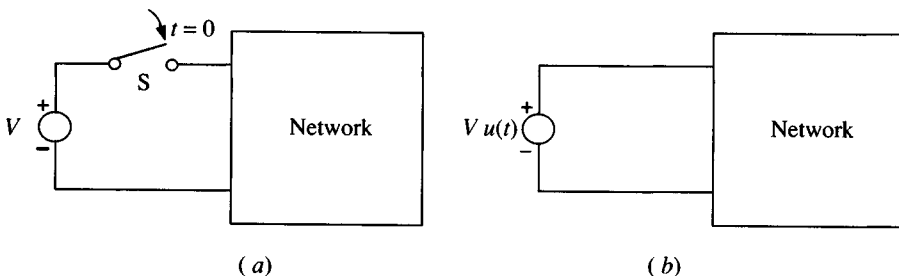 t = 0
S
+
V
−
Network
(a)
+
V u(t)
−
Network
(b)